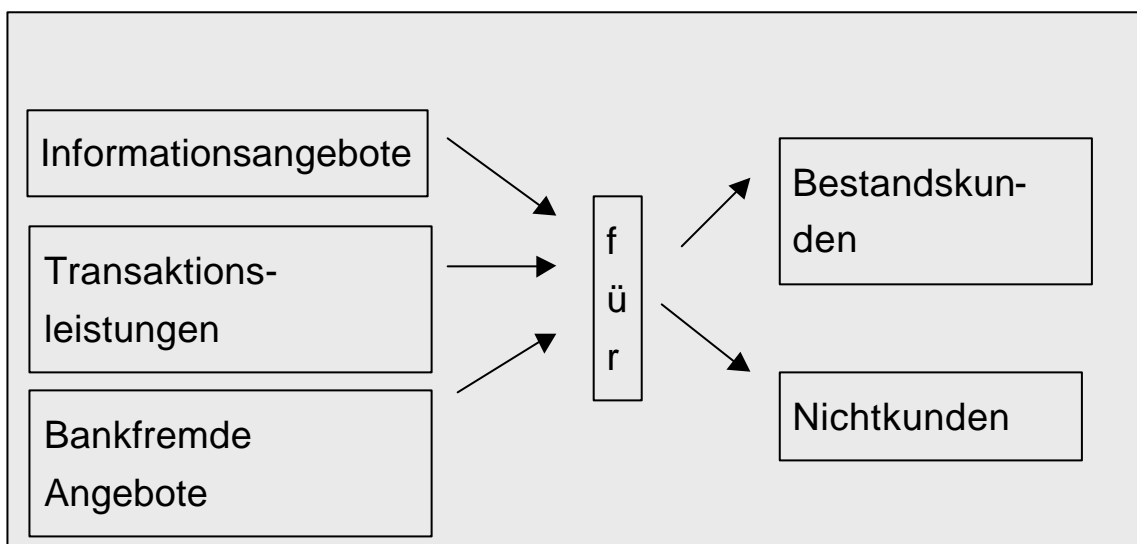 Informationsangebote
Transaktions-
leistungen
Bankfremde
Angebote
f
ü
r
Bestandskun-
den
Nichtkunden